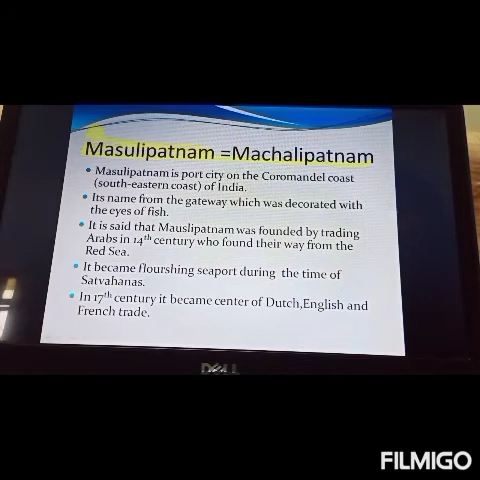 Masulipatnam =Machalipatnam
• Masulipatnam is port city on the Coromandel coast
(south-eastern coast) of India.
• Its name from the gateway which was decorated with
the eyes of fish.
• It is said that Mauslipatnam was founded by trading
Arabs in 14th century who found their way from the
Red Sea.
• It became flourshing seaport during the time of
Satvahanas.
• In 17th century it became center of Dutch,English and
French trade.
DELL
FILMIGO